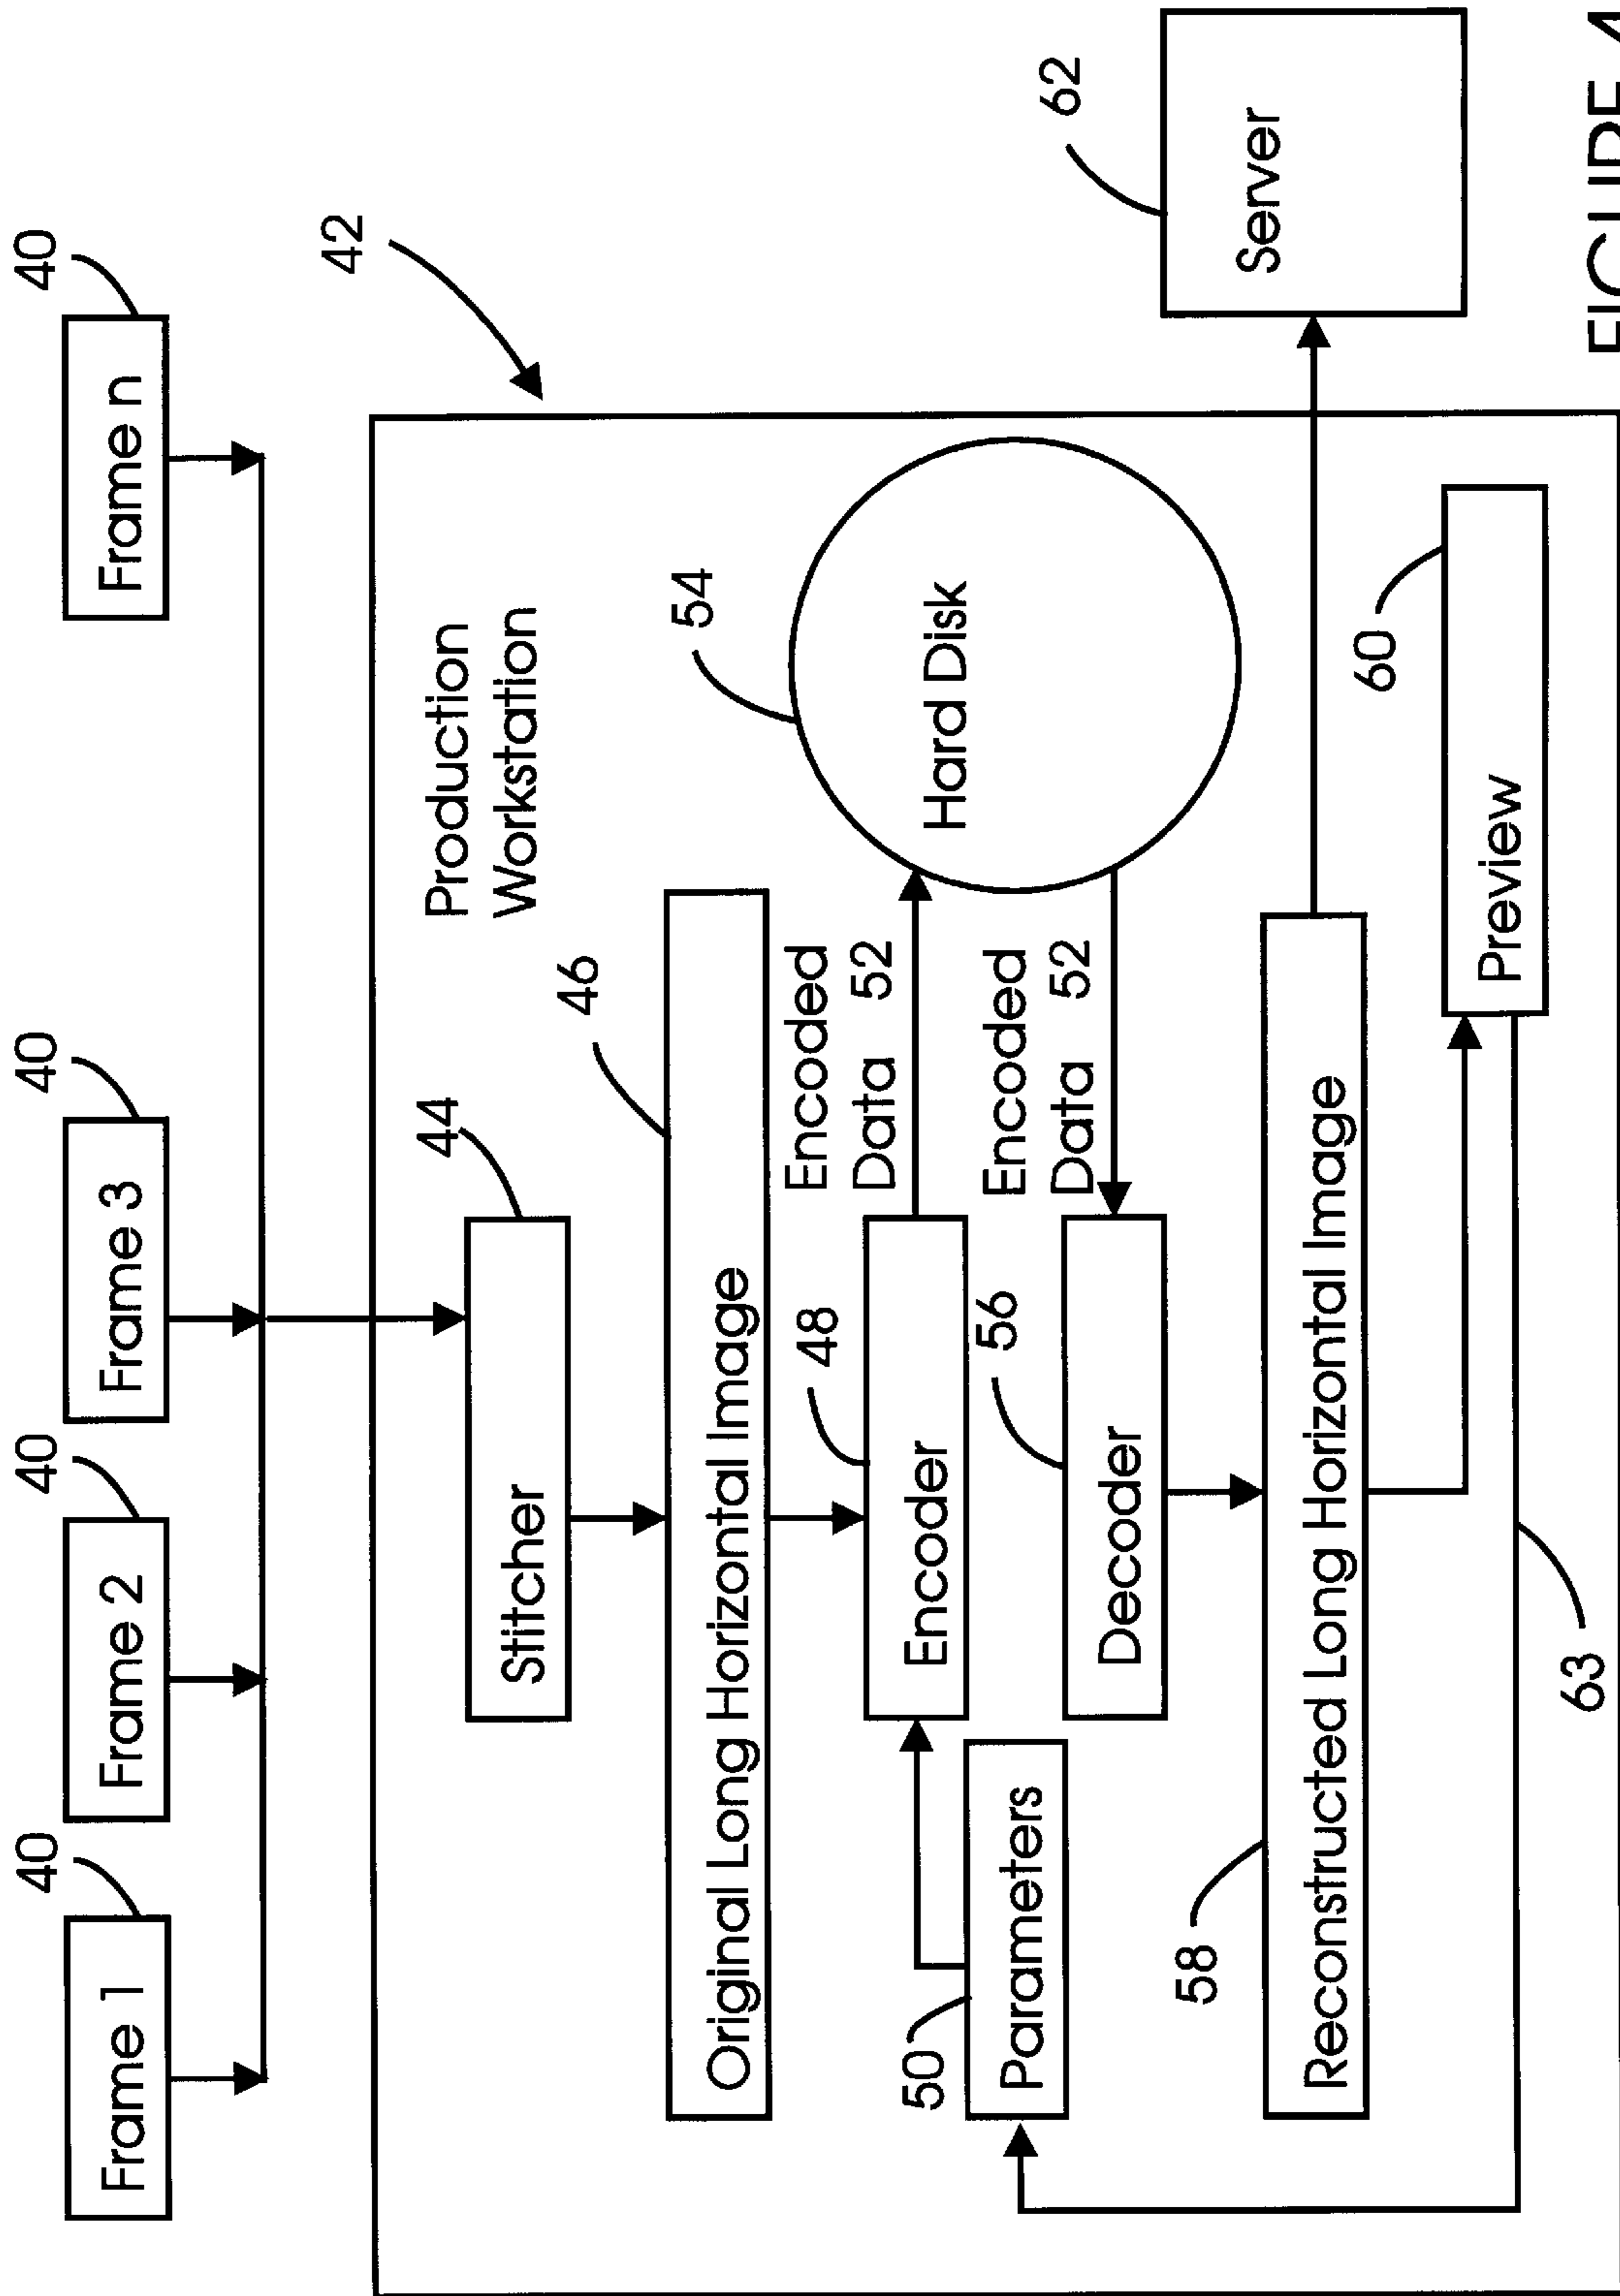 40
40
40
40
Frame 1
Frame 2
Frame 3
Frame n
42
Production
Workstation
44
Stitcher
46
Original Long Horizontal Image
54
62
Encoded
Data 52
48
Encoder
Hard Disk
50
Parameters
56
Encoded
Data 52
Decoder
Server
58
Reconstructed Long Horizontal Image
60
Preview
63
FIGURE 4